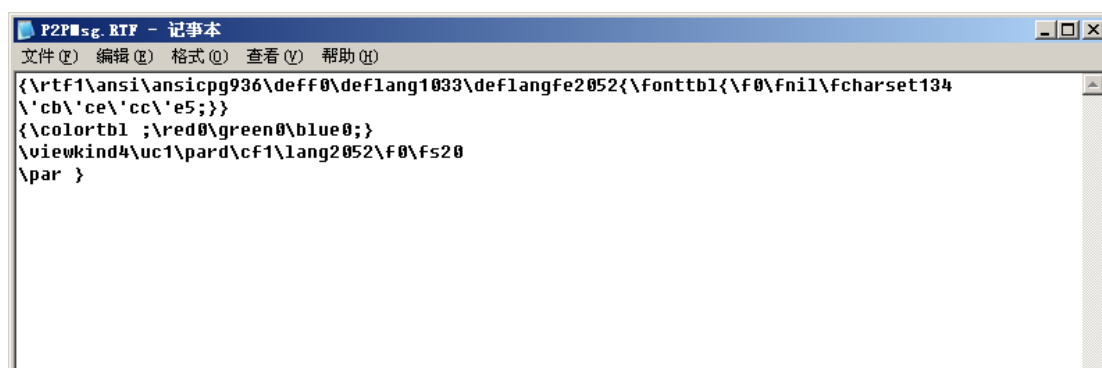 P2PMsg.RTF - 记事本
文件(F) 编辑(E) 格式(O) 查看(V) 帮助(H)
{\rtf1\ansi\ansicpg936\deff0\deflang1033\deflangfe2052{\fonttbl{\f0\fnil\fcharset134
\'cb\'ce\'cc\'e5;}}
{\colortbl ;\red0\green0\blue0;}
\viewkind4\uc1\pard\cf1\lang2052\f0\fs20
\par }